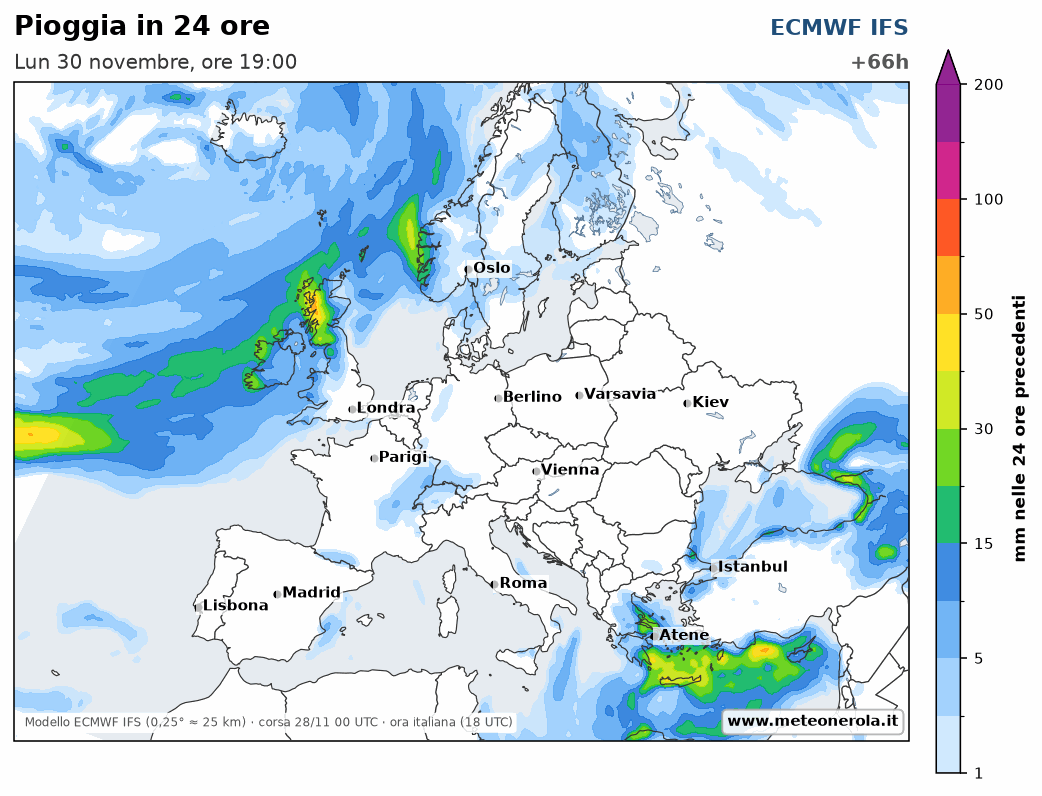 Pioggia in 24 ore
ECMWF IFS
Lun 30 novembre, ore 19:00
+66h
200
100
50
30
15
5
1
mm nelle 24 ore precedenti
Oslo
Berlino
Varsavia
Kiev
Londra
Parigi
Vienna
Istanbul
Roma
Madrid
Lisbona
Atene
Modello ECMWF IFS (0,25° ≈ 25 km) · corsa 28/11 00 UTC · ora italiana (18 UTC)
www.meteonerola.it